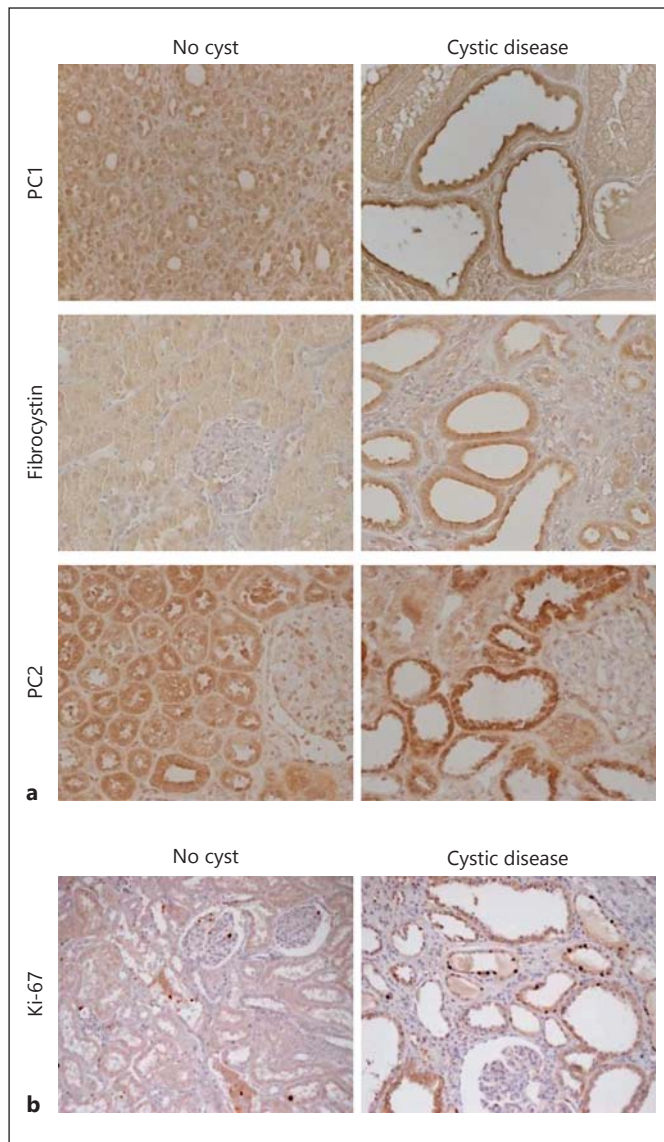 No cyst
Cystic disease
PC1
Fibrocystin
PC2
a
No cyst
Cystic disease
Ki-67
b